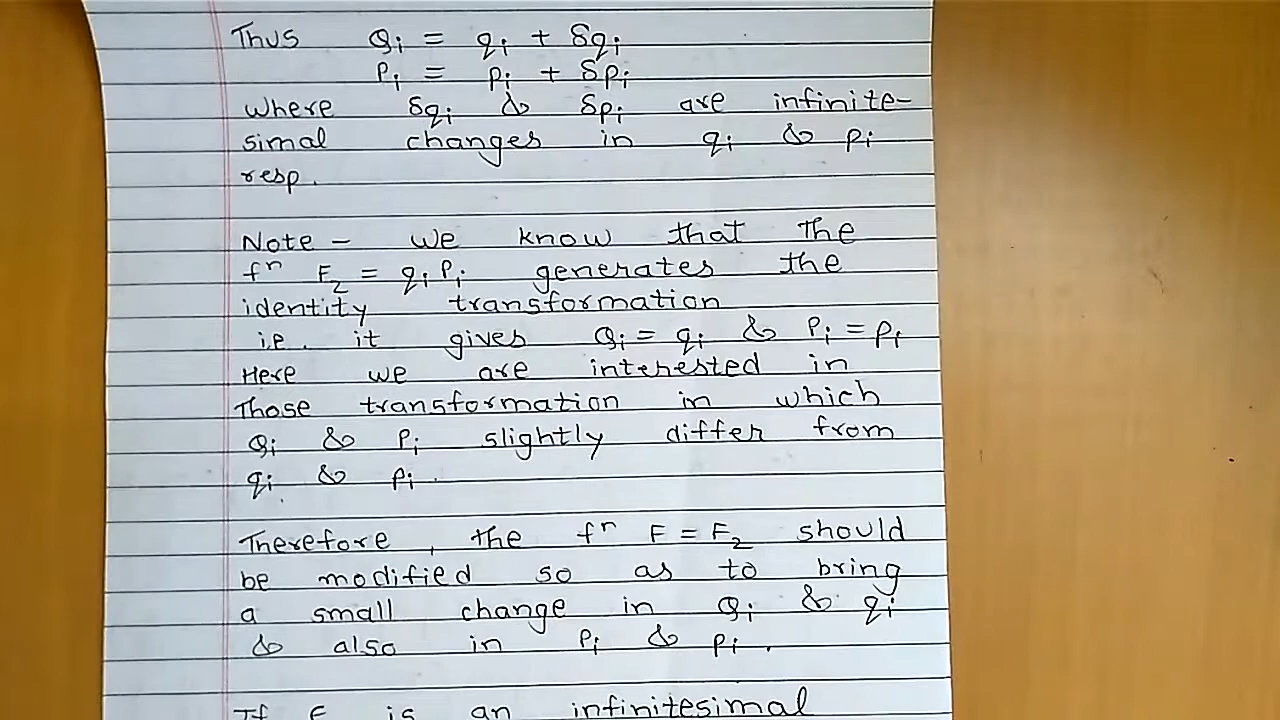 Thus Qi = qi + δqi
Pi = pi + δpi
where δqi & δpi are infinite-
simal changes in qi & pi
resp.
Note - we know that the
fⁿ F₂ = qi Pi generates the
identity transformation
i.e. it gives Qi = qi & Pi = pi
Here we are interested in
Those transformation in which
Qi & Pi slightly differ from
qi & pi.
Therefore, the fⁿ F = F₂ should
be modified so as to bring
a small change in Qi & qi
& also in Pi & pi.
If ε is an infinitesimal